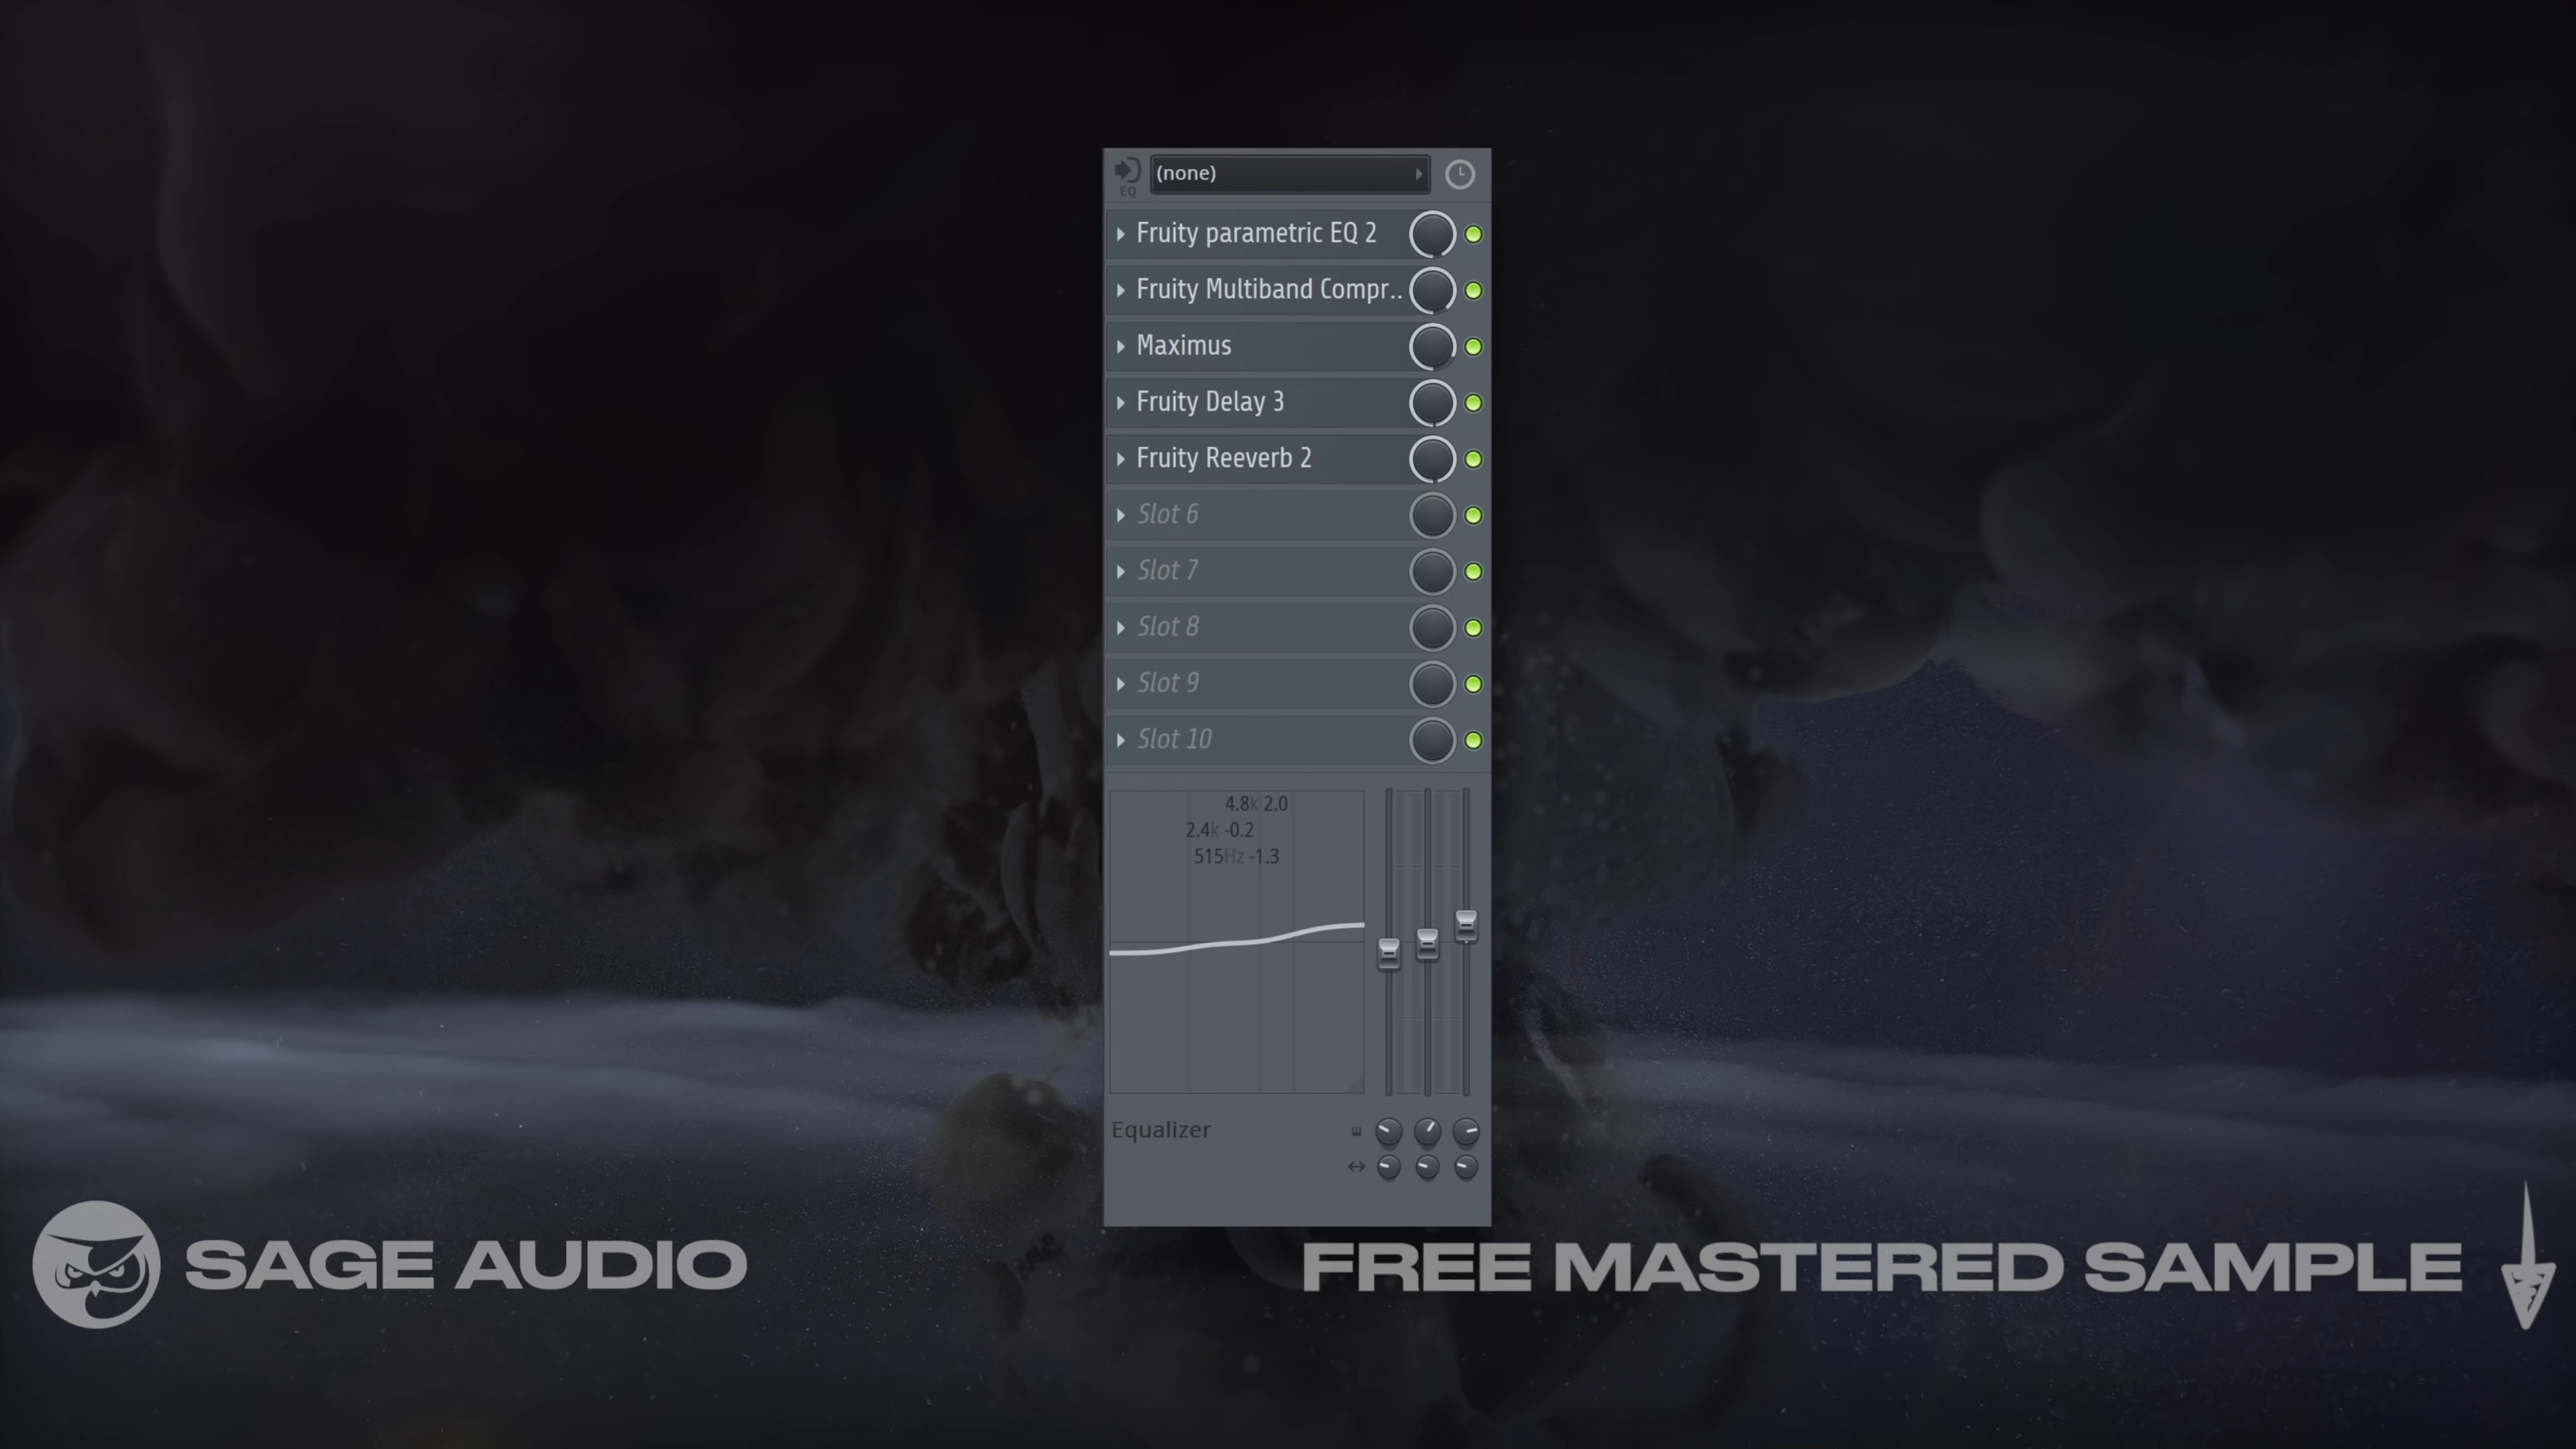 (none)
EQ
Fruity parametric EQ 2
Fruity Multiband Compr..
Maximus
Fruity Delay 3
Fruity Reeverb 2
Slot 6
Slot 7
Slot 8
Slot 9
Slot 10
4.8k 2.0
2.4k -0.2
515Hz -1.3
Equalizer
SAGE AUDIO
FREE MASTERED SAMPLE